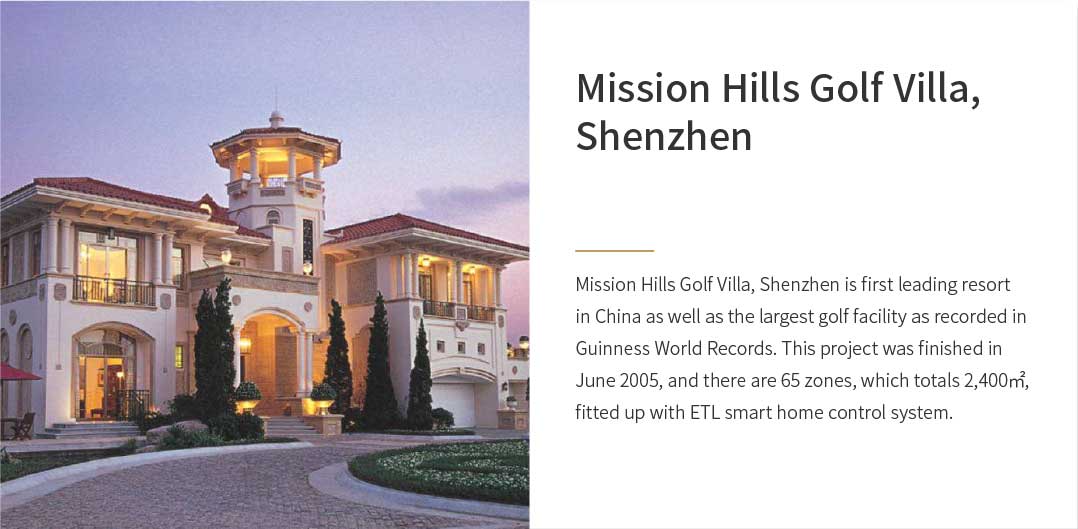 Mission Hills Golf Villa,
Shenzhen
Mission Hills Golf Villa, Shenzhen is first leading resort
in China as well as the largest golf facility as recorded in
Guinness World Records. This project was finished in
June 2005, and there are 65 zones, which totals 2,400㎡,
fitted up with ETL smart home control system.